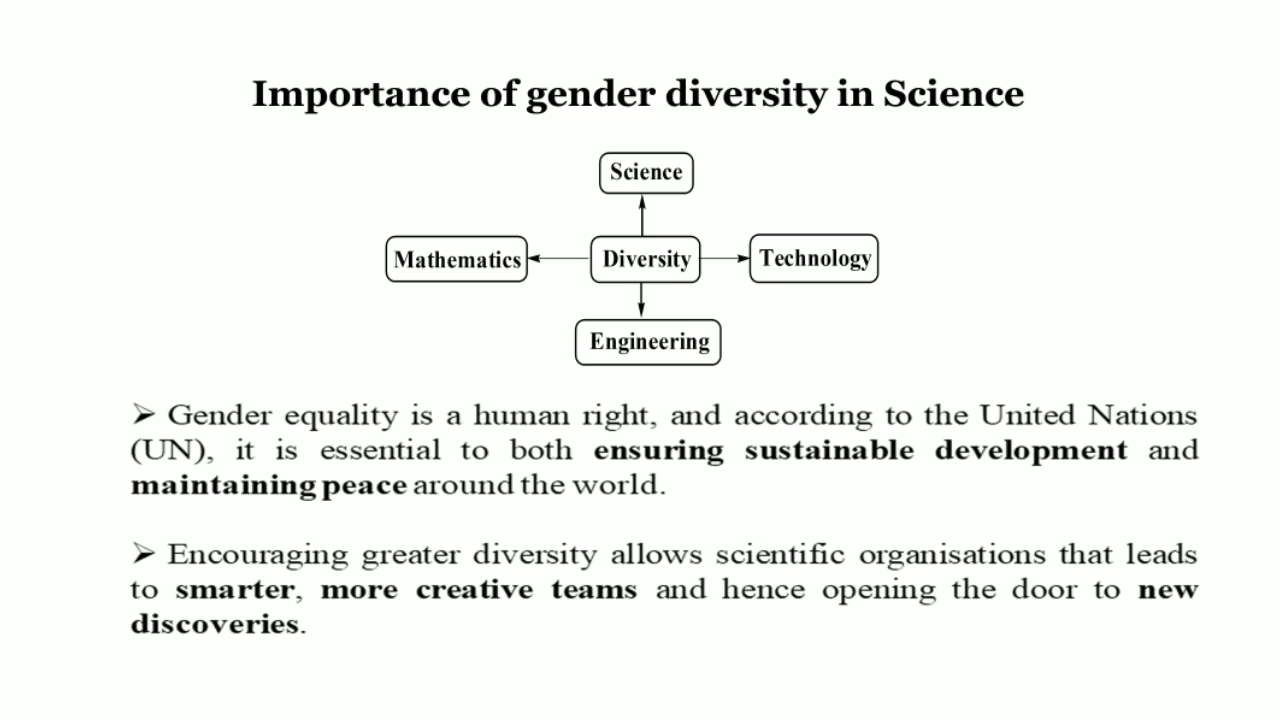 Importance of gender diversity in Science
Science
Mathematics Diversity Technology
Engineering
➢ Gender equality is a human right, and according to the United Nations
(UN), it is essential to both ensuring sustainable development and
maintaining peace around the world.
➢ Encouraging greater diversity allows scientific organisations that leads
to smarter, more creative teams and hence opening the door to new
discoveries.